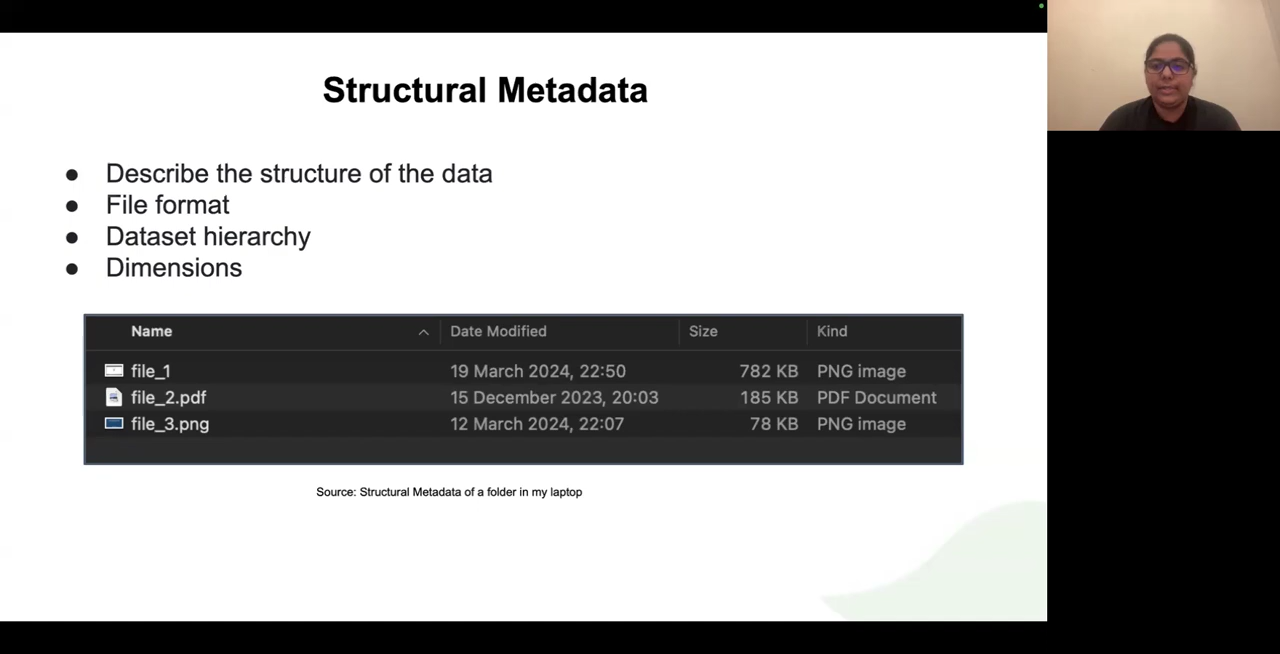 Structural Metadata
● Describe the structure of the data
● File format
● Dataset hierarchy
● Dimensions
Name Date Modified Size Kind
file_1 19 March 2024, 22:50 782 KB PNG image
file_2.pdf 15 December 2023, 20:03 185 KB PDF Document
file_3.png 12 March 2024, 22:07 78 KB PNG image
Source: Structural Metadata of a folder in my laptop